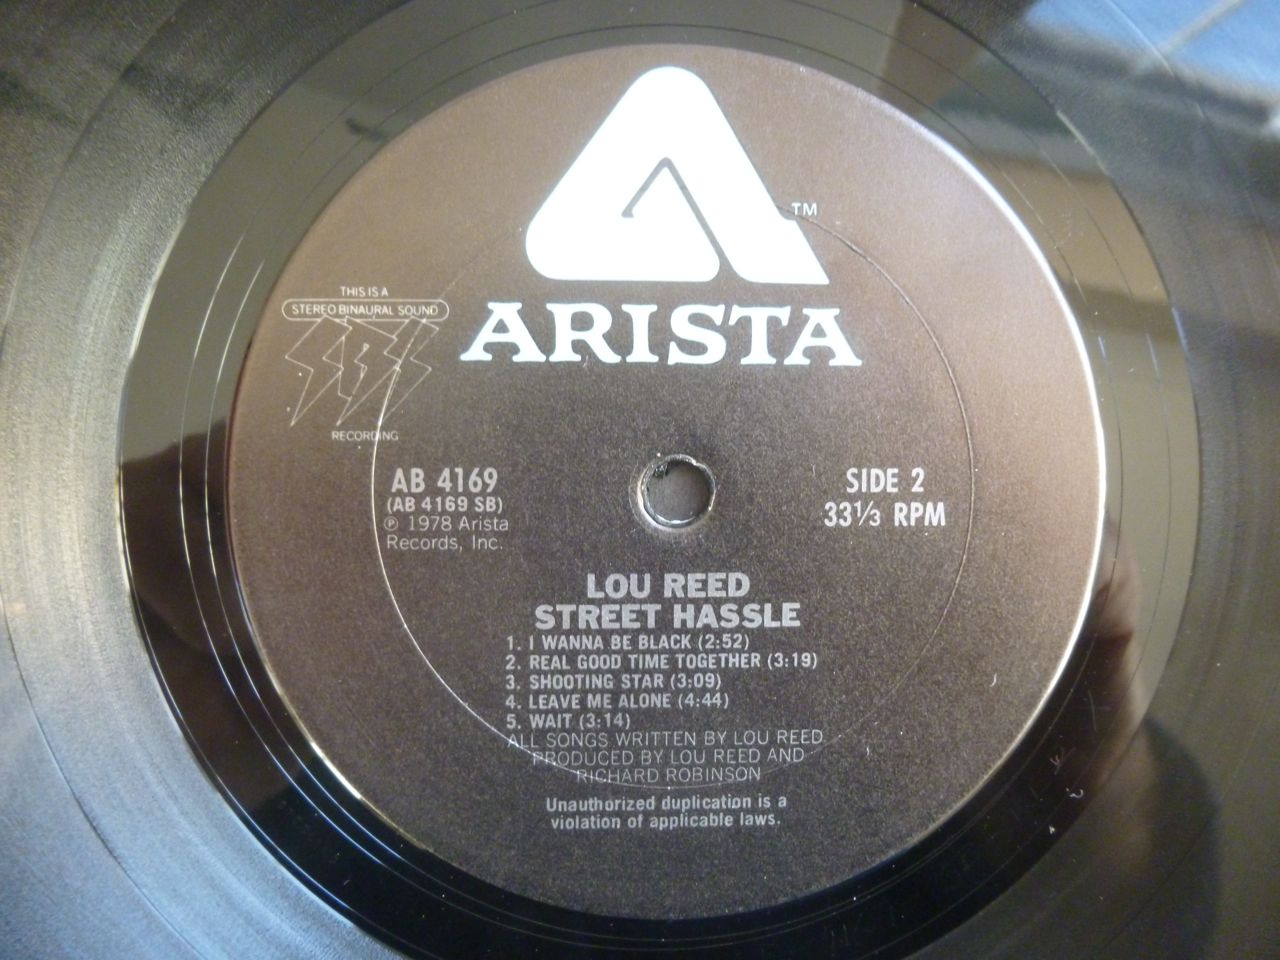 TM
ARISTA
THIS IS A
STEREO BINAURAL SOUND
SBS
RECORDING
AB 4169
(AB 4169 SB)
℗ 1978 Arista
Records, Inc.
SIDE 2
33⅓ RPM
LOU REED
STREET HASSLE
1. I WANNA BE BLACK (2:52)
2. REAL GOOD TIME TOGETHER (3:19)
3. SHOOTING STAR (3:09)
4. LEAVE ME ALONE (4:44)
5. WAIT (3:14)
ALL SONGS WRITTEN BY LOU REED
PRODUCED BY LOU REED AND
RICHARD ROBINSON
Unauthorized duplication is a
violation of applicable laws.